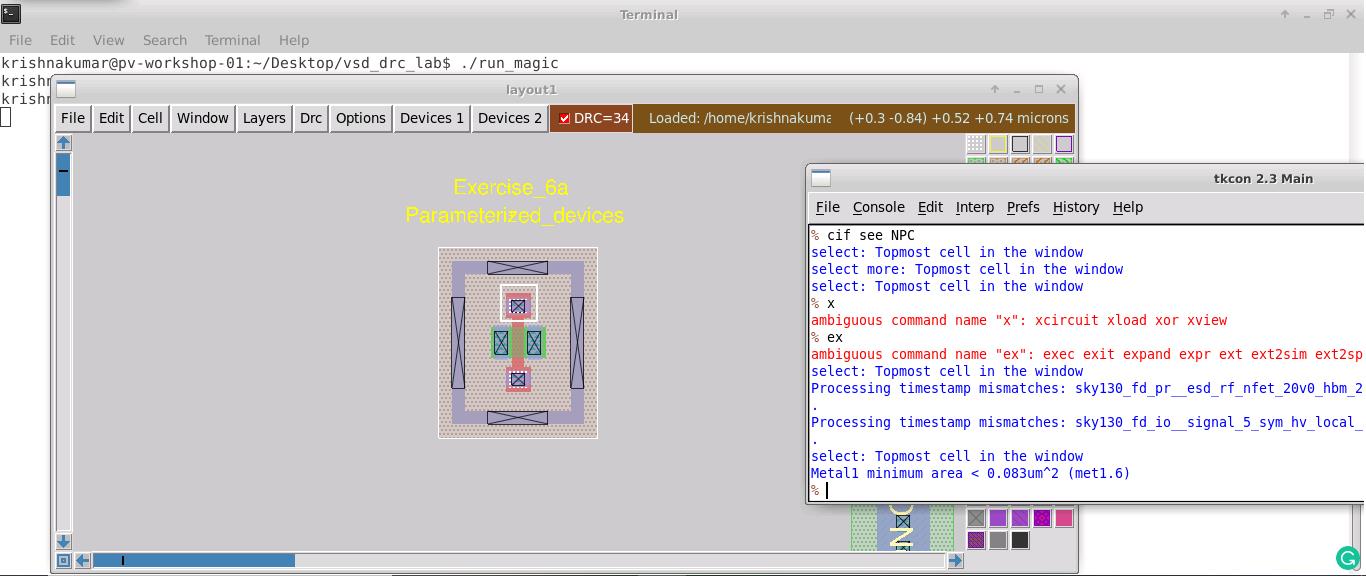 Terminal
File Edit View Search Terminal Help
krishnakumar@pv-workshop-01:~/Desktop/vsd_drc_lab$ ./run_magic
krishn
krishn
layout1
File Edit Cell Window Layers Drc Options Devices 1 Devices 2 DRC=34 Loaded: /home/krishnakuma (+0.3 -0.84) +0.52 +0.74 microns
Exercise_6a
Parameterized_devices
tkcon 2.3 Main
File Console Edit Interp Prefs History Help
% cif see NPC
select: Topmost cell in the window
select more: Topmost cell in the window
select: Topmost cell in the window
% x
ambiguous command name "x": xcircuit xload xor xview
% ex
ambiguous command name "ex": exec exit expand expr ext ext2sim ext2sp
select: Topmost cell in the window
Processing timestamp mismatches: sky130_fd_pr__esd_rf_nfet_20v0_hbm_2
.
Processing timestamp mismatches: sky130_fd_io__signal_5_sym_hv_local_
.
select: Topmost cell in the window
Metal1 minimum area < 0.083um^2 (met1.6)
%